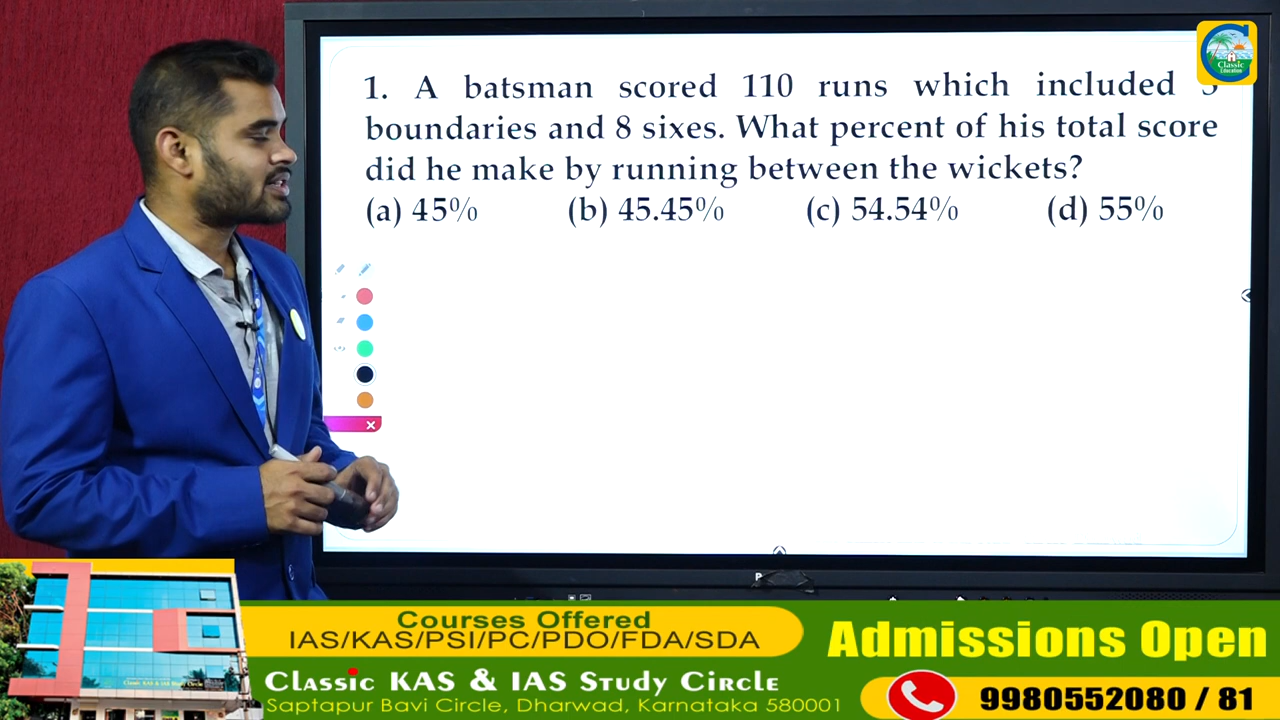 Classic
Education
1. A batsman scored 110 runs which included
boundaries and 8 sixes. What percent of his total score
did he make by running between the wickets?
(a) 45% (b) 45.45% (c) 54.54% (d) 55%
Courses Offered
IAS/KAS/PSI/PC/PDO/FDA/SDA
Classic KAS & IAS Study Circle
Saptapur Bavi Circle, Dharwad, Karnataka 580001
Admissions Open
9980552080 / 81